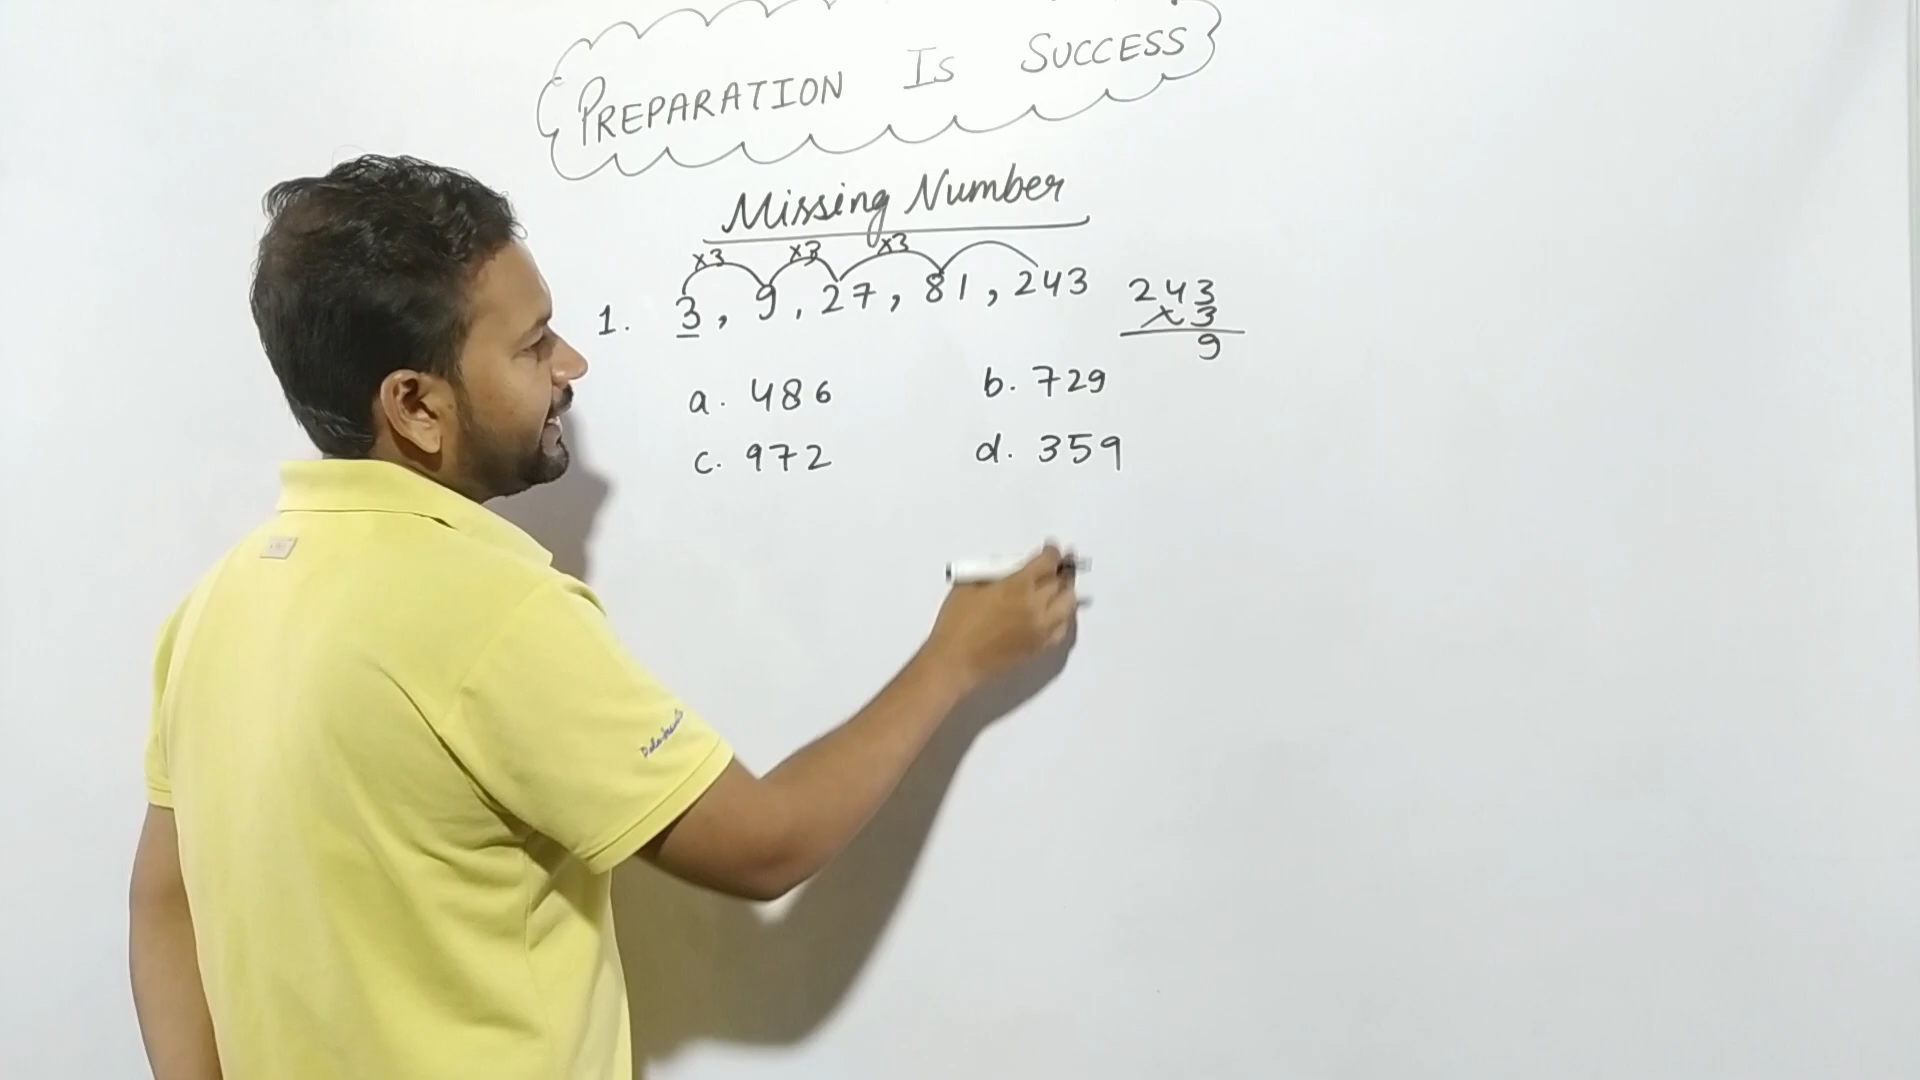 PREPARATION IS SUCCESS
Missing Number
x3 x3 x3
1. 3, 9, 27, 81, 243
243
x3
9
a. 486 b. 729
c. 972 d. 359